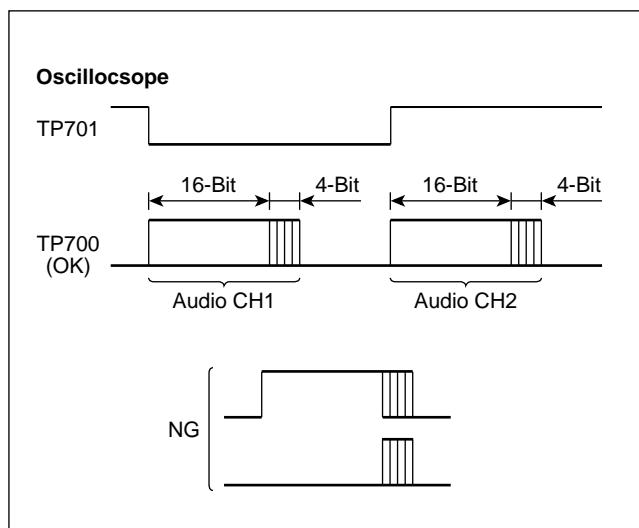 Oscillocsope
TP701
16-Bit 4-Bit 16-Bit 4-Bit
TP700
(OK)
Audio CH1 Audio CH2
NG